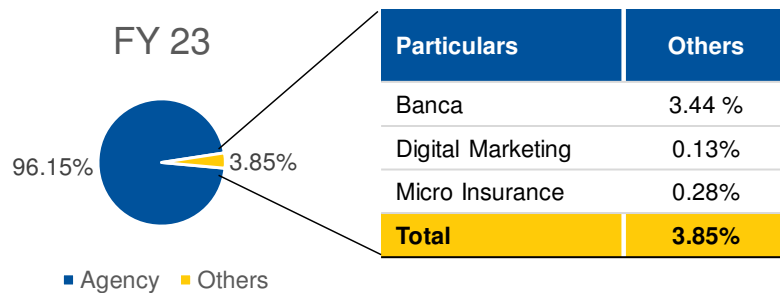 FY 23
96.15%
3.85%
Agency Others
Particulars Others
Banca 3.44 %
Digital Marketing 0.13%
Micro Insurance 0.28%
Total 3.85%